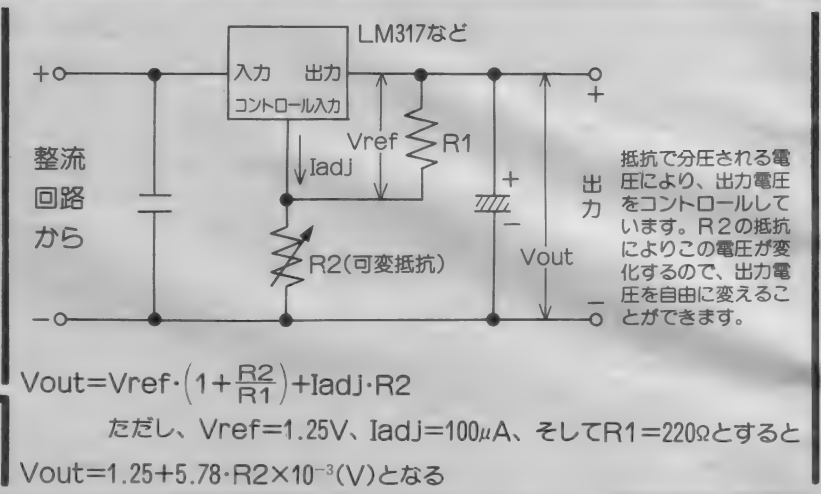 LM317など
+
入力 出力
コントロール入力
+
整流
回路
から
Vref
R1
Iadj
R2(可変抵抗)
+
−
Vout
出
力
抵抗で分圧される電
圧により、出力電圧
をコントロールして
います。R2の抵抗
によりこの電圧が変
化するので、出力電
圧を自由に変えるこ
とができます。
−
−
Vout=Vref·(1+R2/R1)+Iadj·R2
ただし、Vref=1.25V、Iadj=100μA、そしてR1=220Ωとすると
Vout=1.25+5.78·R2×10⁻³(V)となる